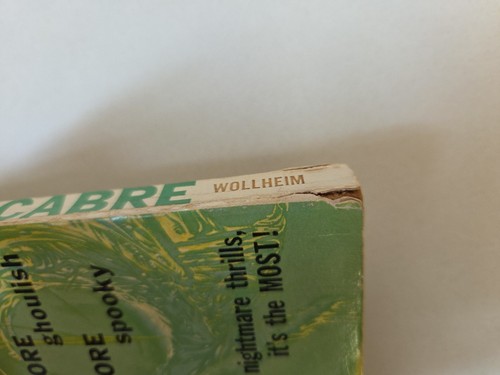 CABRE WOLLHEIM
ORE
ghoulish
ORE
spooky
nightmare thrills,
it's the MOST!